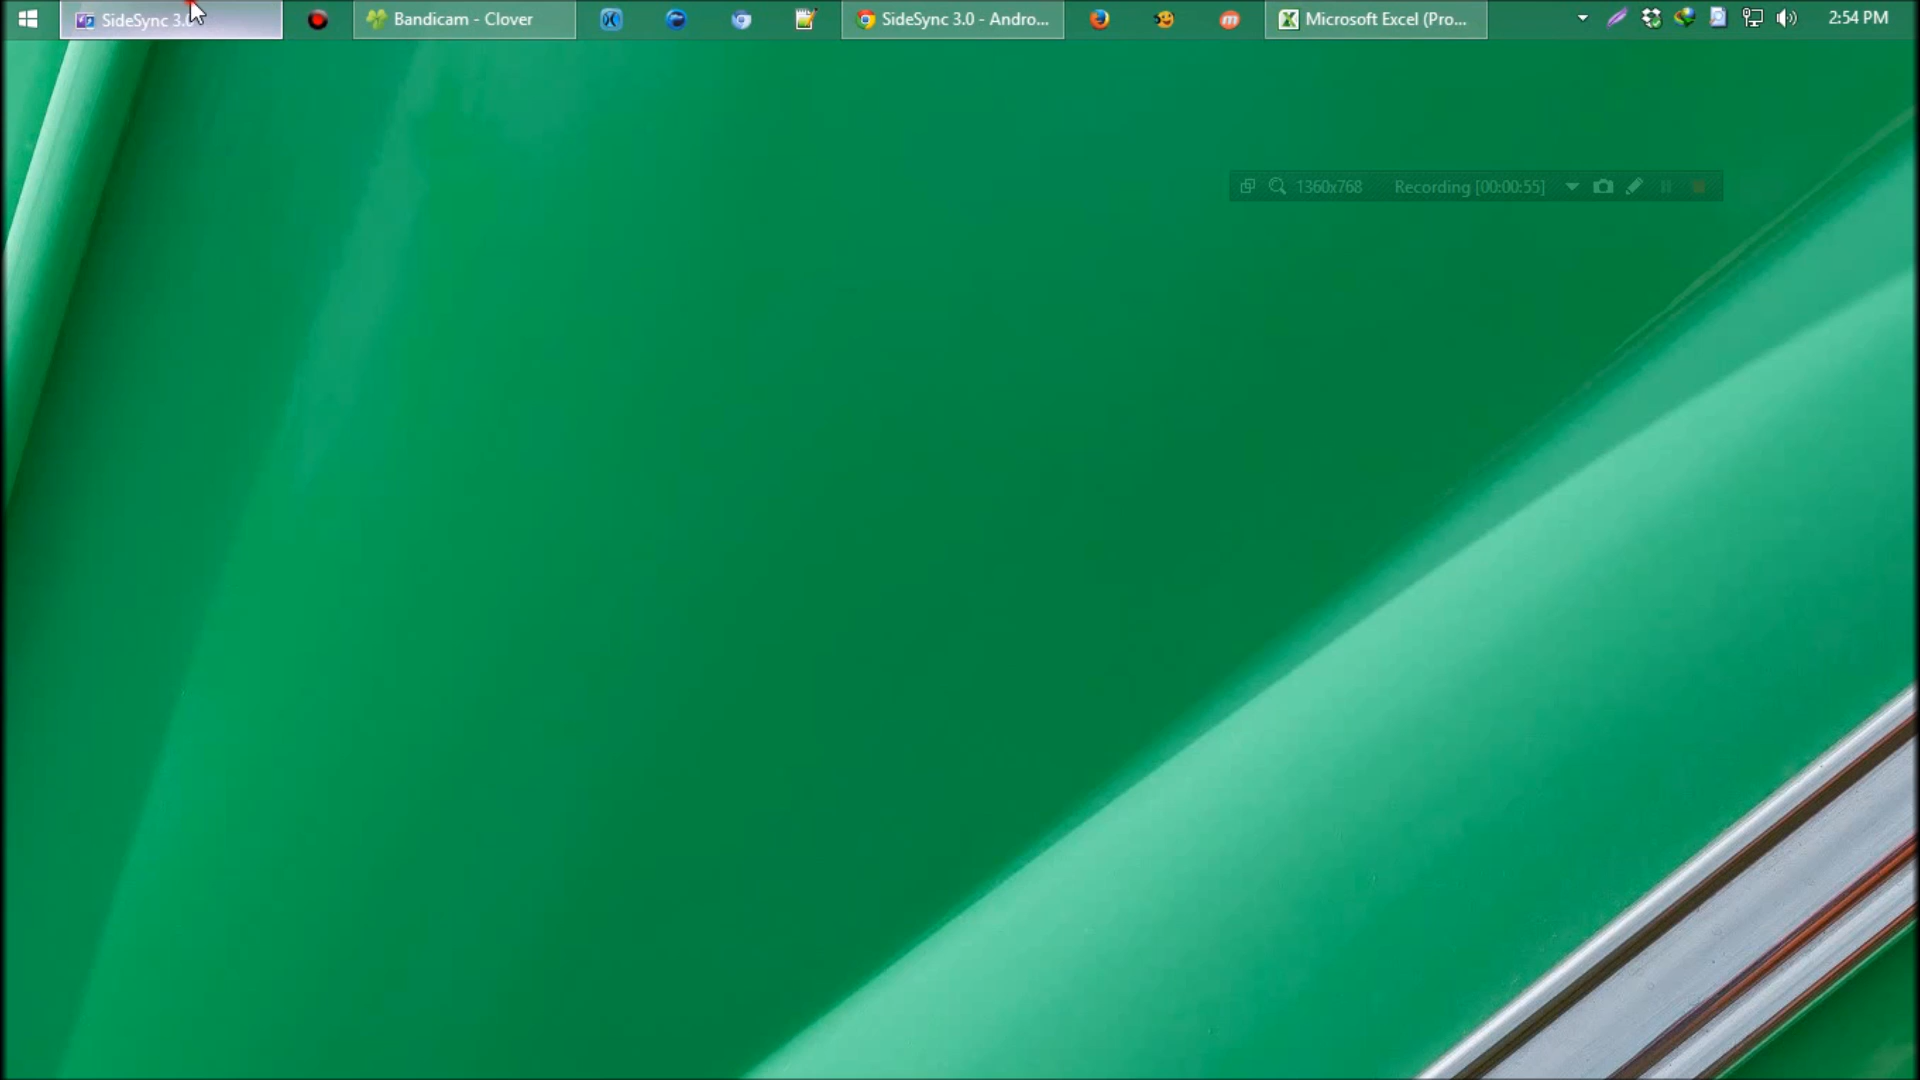 SideSync 3.0
Bandicam - Clover
SideSync 3.0 - Andro...
Microsoft Excel (Pro...
2:54 PM
1360x768
Recording [00:00:55]